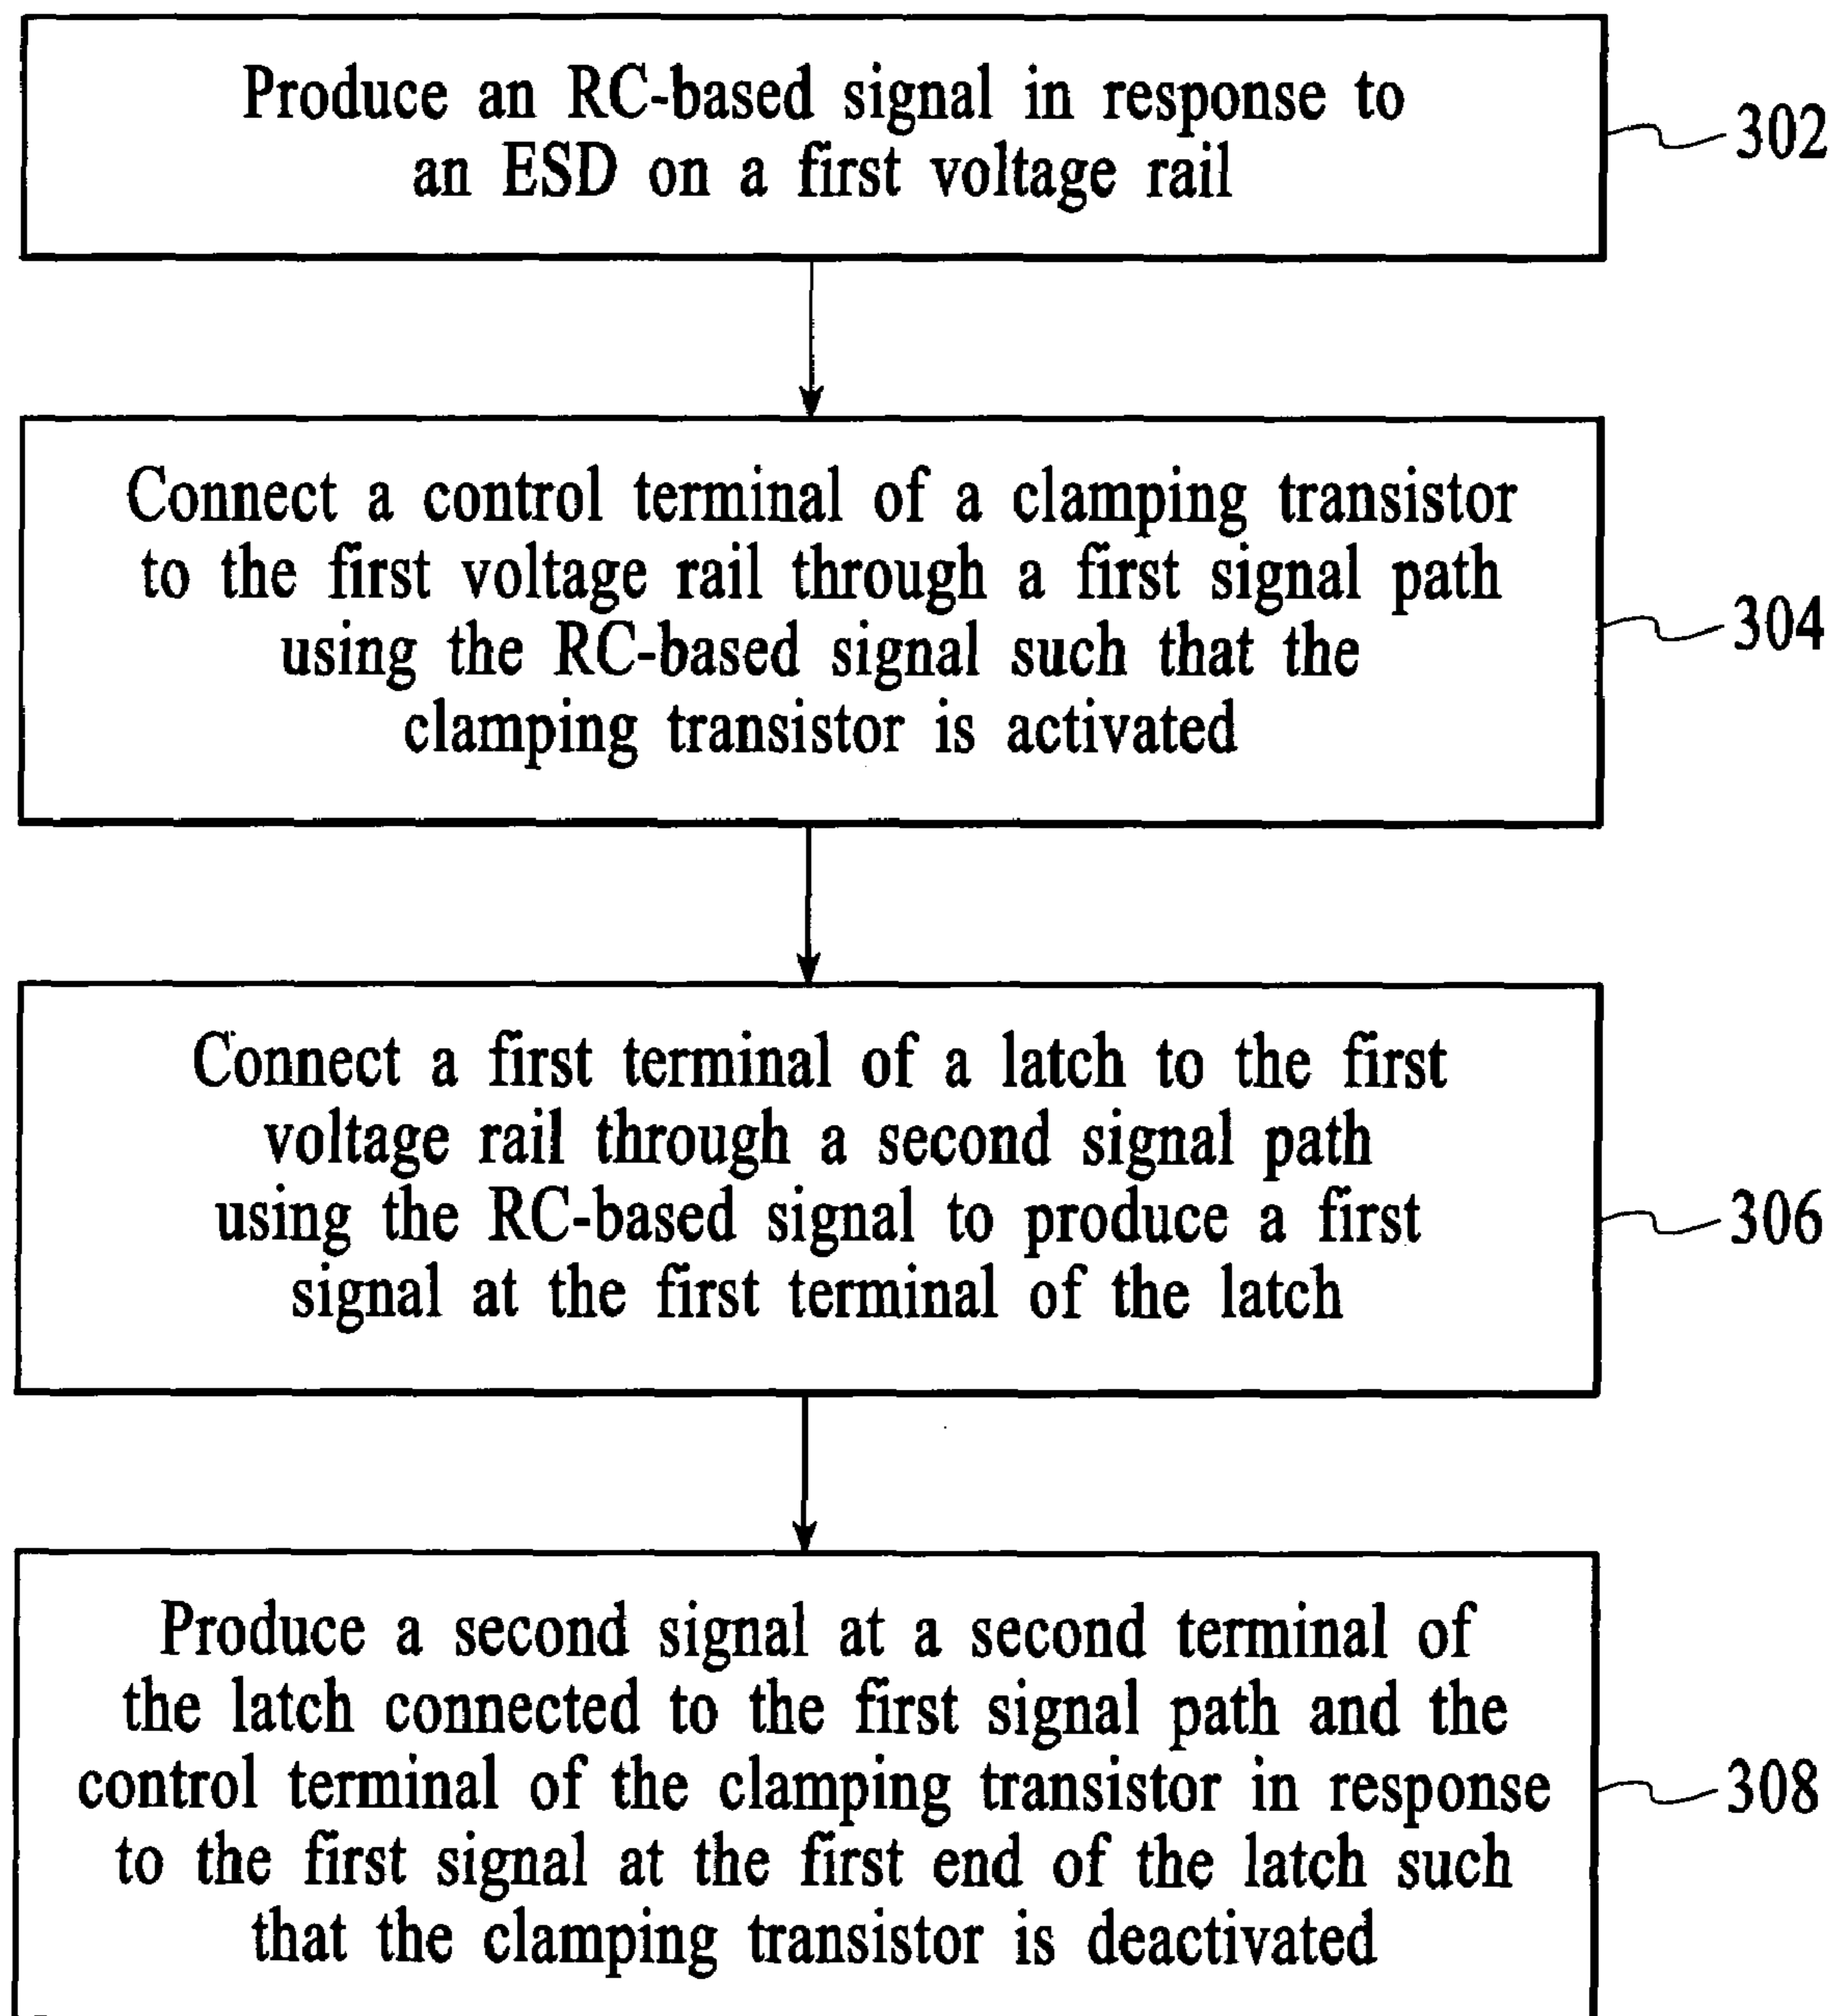 Produce an RC-based signal in response to
an ESD on a first voltage rail
302
Connect a control terminal of a clamping transistor
to the first voltage rail through a first signal path
using the RC-based signal such that the
clamping transistor is activated
304
Connect a first terminal of a latch to the first
voltage rail through a second signal path
using the RC-based signal to produce a first
signal at the first terminal of the latch
306
Produce a second signal at a second terminal of
the latch connected to the first signal path and the
control terminal of the clamping transistor in response
to the first signal at the first end of the latch such
that the clamping transistor is deactivated
308